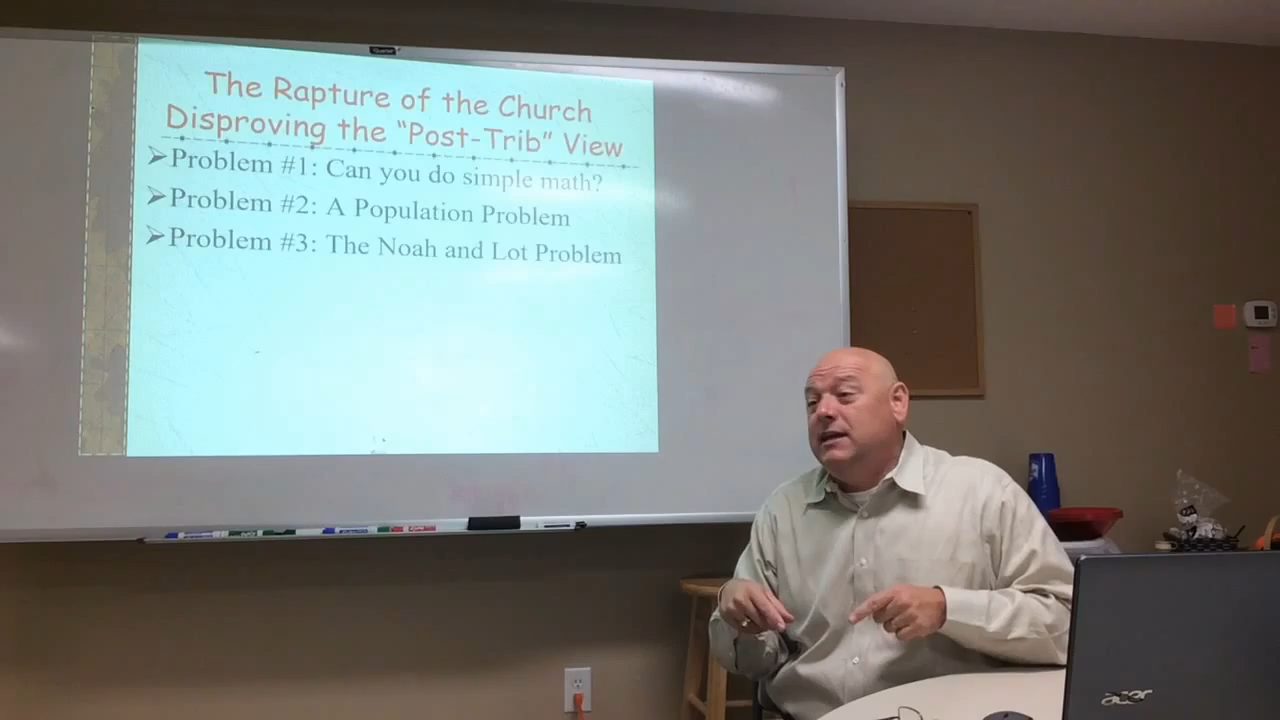 The Rapture of the Church
Disproving the “Post-Trib” View
➢Problem #1: Can you do simple math?
➢Problem #2: A Population Problem
➢Problem #3: The Noah and Lot Problem
acer